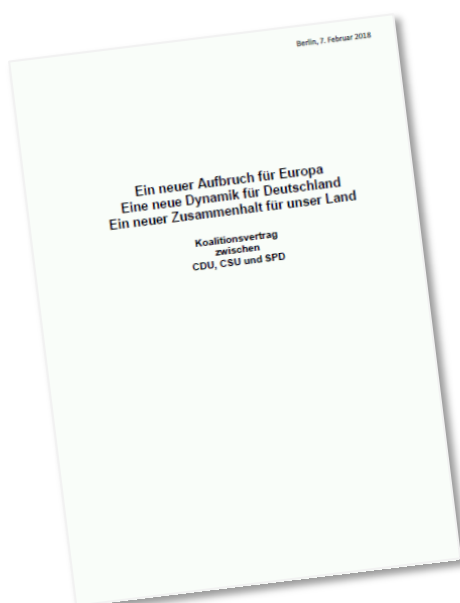 Berlin, 7. Februar 2018
Ein neuer Aufbruch für Europa
Eine neue Dynamik für Deutschland
Ein neuer Zusammenhalt für unser Land
Koalitionsvertrag
zwischen
CDU, CSU und SPD